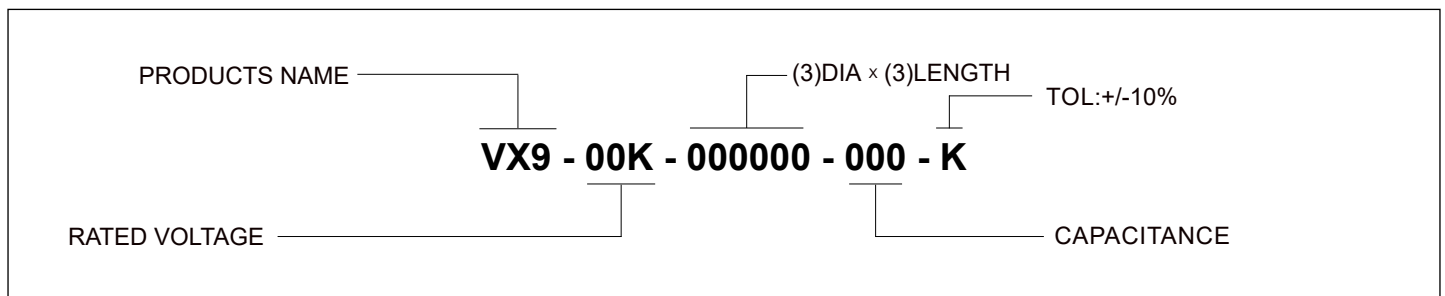 PRODUCTS NAME
(3)DIA x (3)LENGTH
TOL:+/-10%
VX9 - 00K - 000000 - 000 - K
RATED VOLTAGE
CAPACITANCE